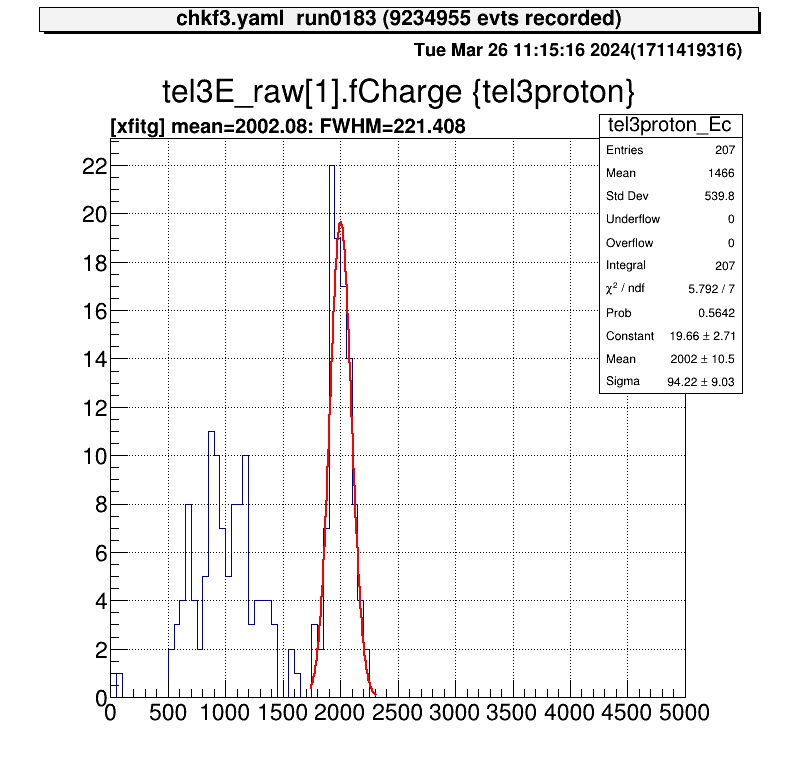 chkf3.yaml run0183 (9234955 evts recorded)
Tue Mar 26 11:15:16 2024(1711419316)
tel3E_raw[1].fCharge {tel3proton}
[xfitg] mean=2002.08: FWHM=221.408
tel3proton_Ec
Entries 207
Mean 1466
Std Dev 539.8
Underflow 0
Overflow 0
Integral 207
χ² / ndf 5.792 / 7
Prob 0.5642
Constant 19.66 ± 2.71
Mean 2002 ± 10.5
Sigma 94.22 ± 9.03
22
20
18
16
14
12
10
8
6
4
2
0
0 500 1000 1500 2000 2500 3000 3500 4000 4500 5000